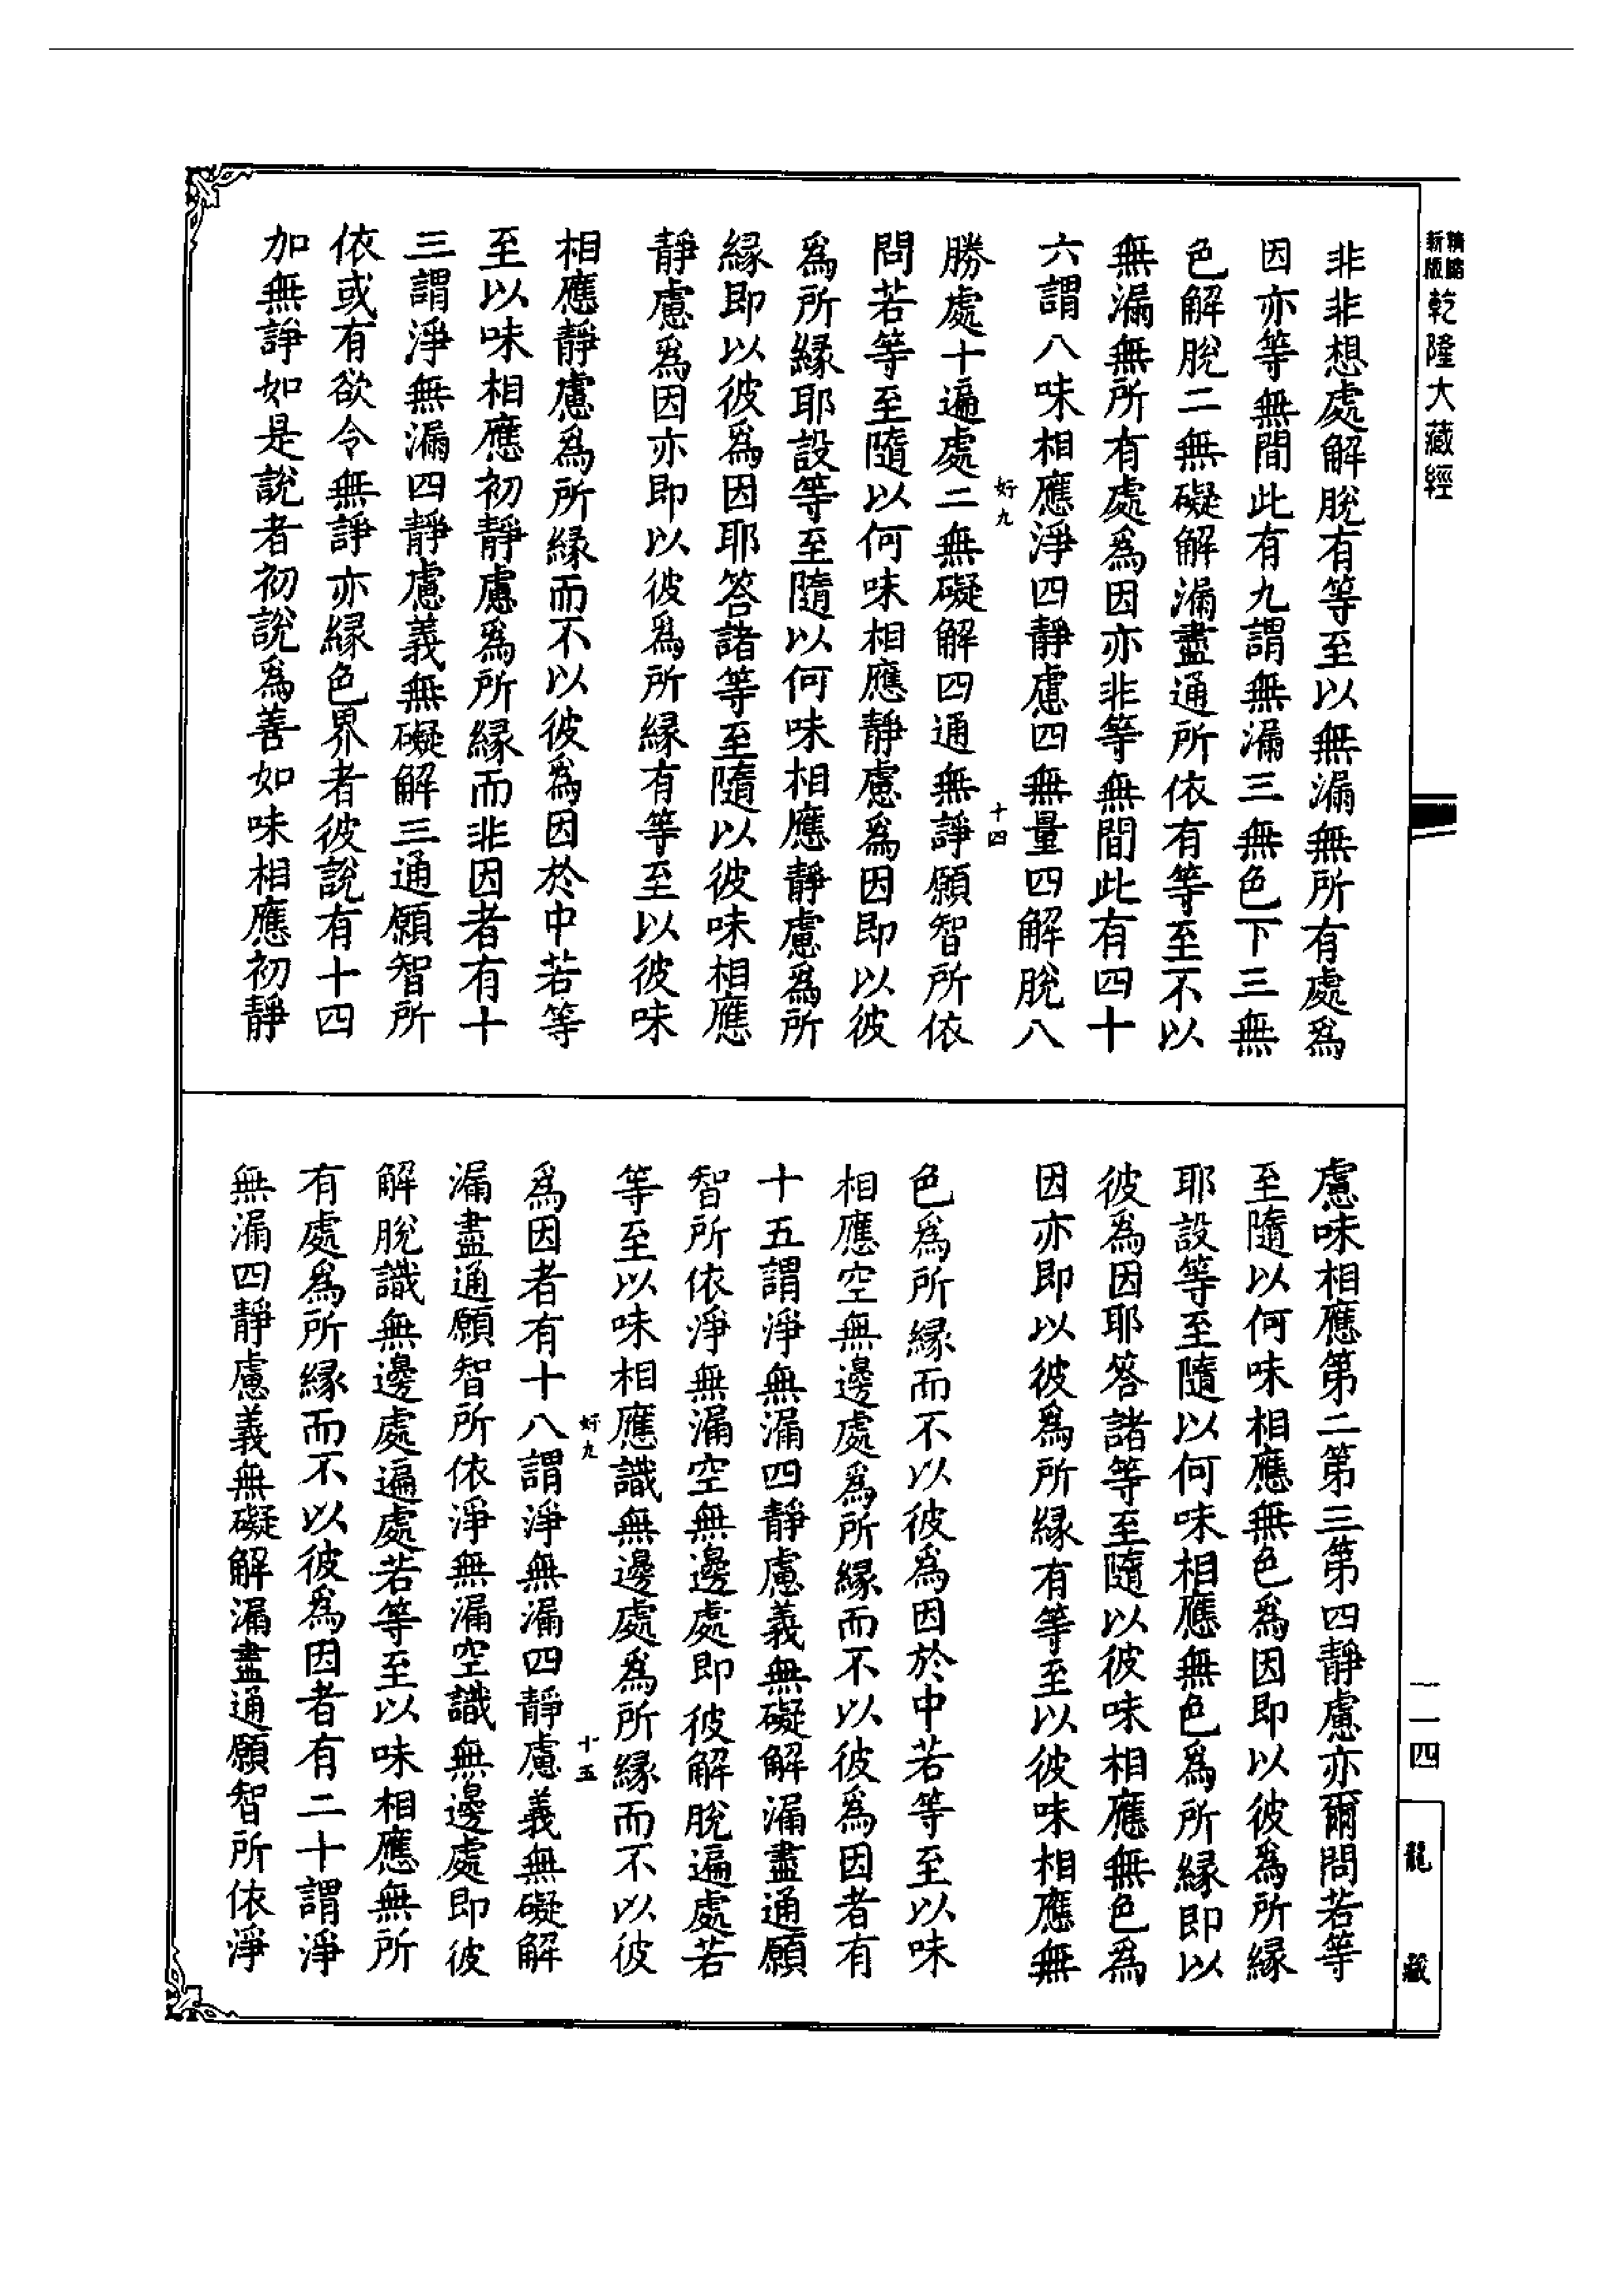 精縮新版乾隆大藏經
非非想處解脫有等至以無漏無所有處爲
因亦等無間此有九謂無漏三無色下三無
色解脫二無礙解漏盡通所依有等至不以
無漏無所有處爲因亦非等無間此有四十
六謂八味相應淨四靜慮四無量四解脫八
好九
十四
勝處十遍處二無礙解四通無諍願智所依
問若等至隨以何味相應靜慮爲因即以彼
爲所緣耶設等至隨以何味相應靜慮爲所
緣即以彼爲因耶答諸等至隨以彼味相應
靜慮爲因亦即以彼爲所緣有等至以彼味
相應靜慮爲所緣而不以彼爲因於中若等
至以味相應初靜慮爲所緣而非因者有十
三謂淨無漏四靜慮義無礙解三通願智所
依或有欲令無諍亦緣色界者彼說有十四
加無諍如是說者初說爲善如味相應初靜
慮味相應第二第三第四靜慮亦爾問若等
至隨以何味相應無色爲因即以彼爲所緣
耶設等至隨以何味相應無色爲所緣即以
彼爲因耶答諸等至隨以彼味相應無色爲
因亦即以彼爲所緣有等至以彼味相應無
色爲所緣而不以彼爲因於中若等至以味
相應空無邊處爲所緣而不以彼爲因者有
十五謂淨無漏四靜慮義無礙解漏盡通願
智所依淨無漏空無邊處即彼解脫遍處若
等至以味相應識無邊處爲所緣而不以彼
好九
十五
爲因者有十八謂淨無漏四靜慮義無礙解
漏盡通願智所依淨無漏空識無邊處即彼
解脫識無邊處遍處若等至以味相應無所
有處爲所緣而不以彼爲因者有二十謂淨
無漏四靜慮義無礙解漏盡通願智所依淨
一一四
龍藏